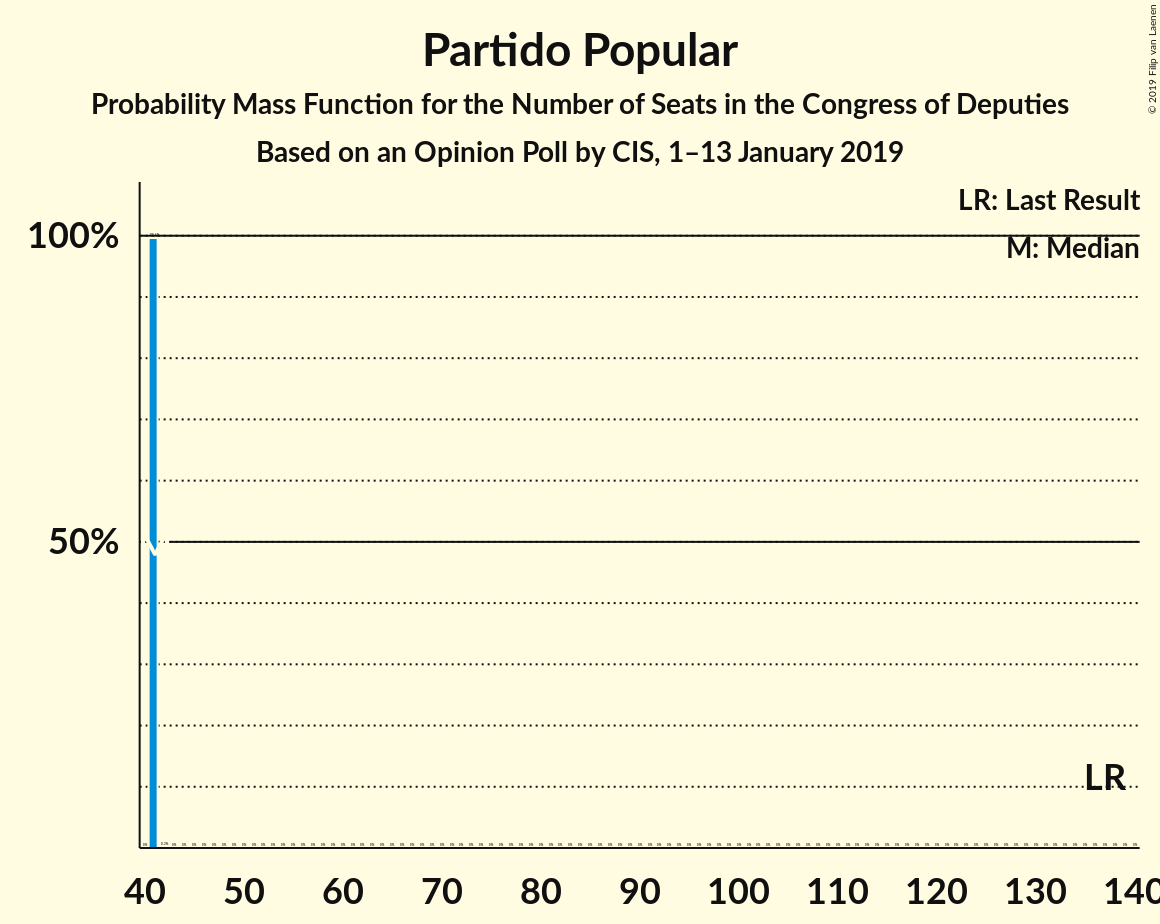 Partido Popular
Probability Mass Function for the Number of Seats in the Congress of Deputies
Based on an Opinion Poll by CIS, 1–13 January 2019
© 2019 Filip van Laenen
LR: Last Result
M: Median
100%
50%
LR
40 50 60 70 80 90 100 110 120 130 140